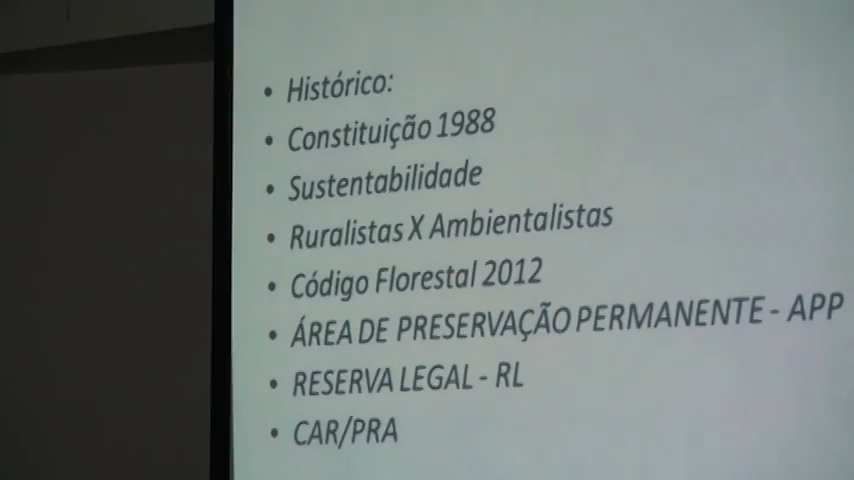 • Histórico:
• Constituição 1988
• Sustentabilidade
• Ruralistas X Ambientalistas
• Código Florestal 2012
• ÁREA DE PRESERVAÇÃO PERMANENTE - APP
• RESERVA LEGAL - RL
• CAR/PRA